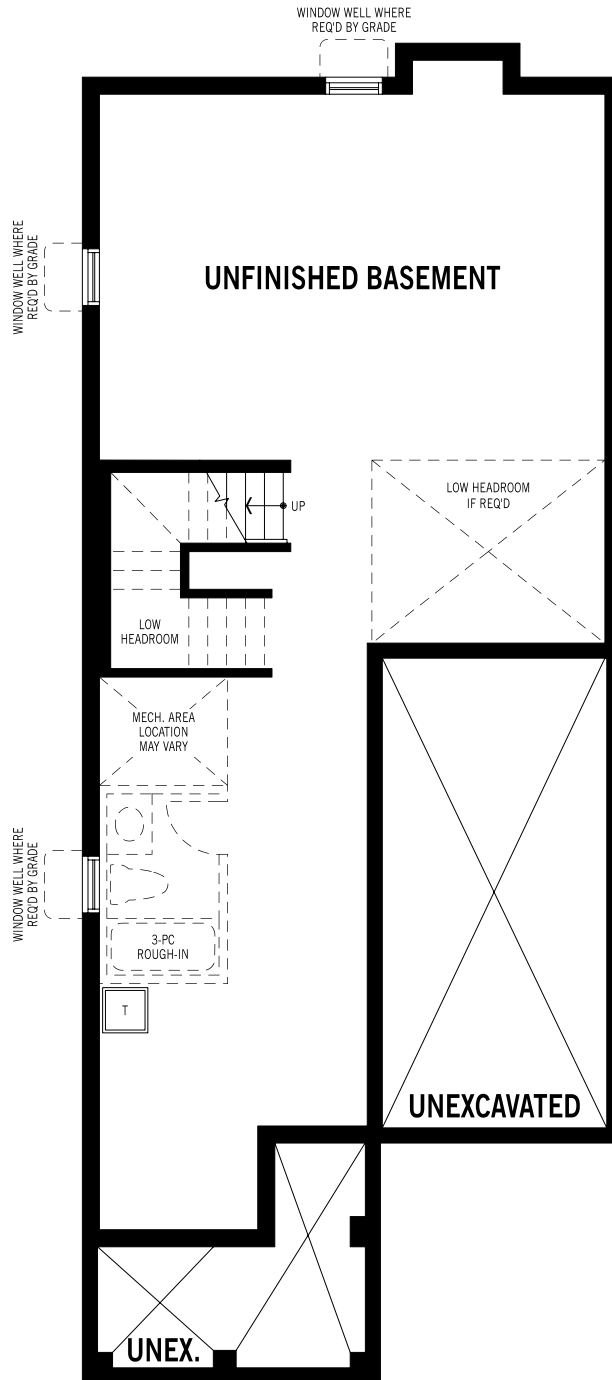 WINDOW WELL WHERE
REQ'D BY GRADE
WINDOW WELL WHERE
REQ'D BY GRADE
UNFINISHED BASEMENT
LOW HEADROOM
IF REQ'D
UP
LOW
HEADROOM
MECH. AREA
LOCATION
MAY VARY
WINDOW WELL WHERE
REQ'D BY GRADE
3-PC
ROUGH-IN
T
UNEXCAVATED
UNEX.